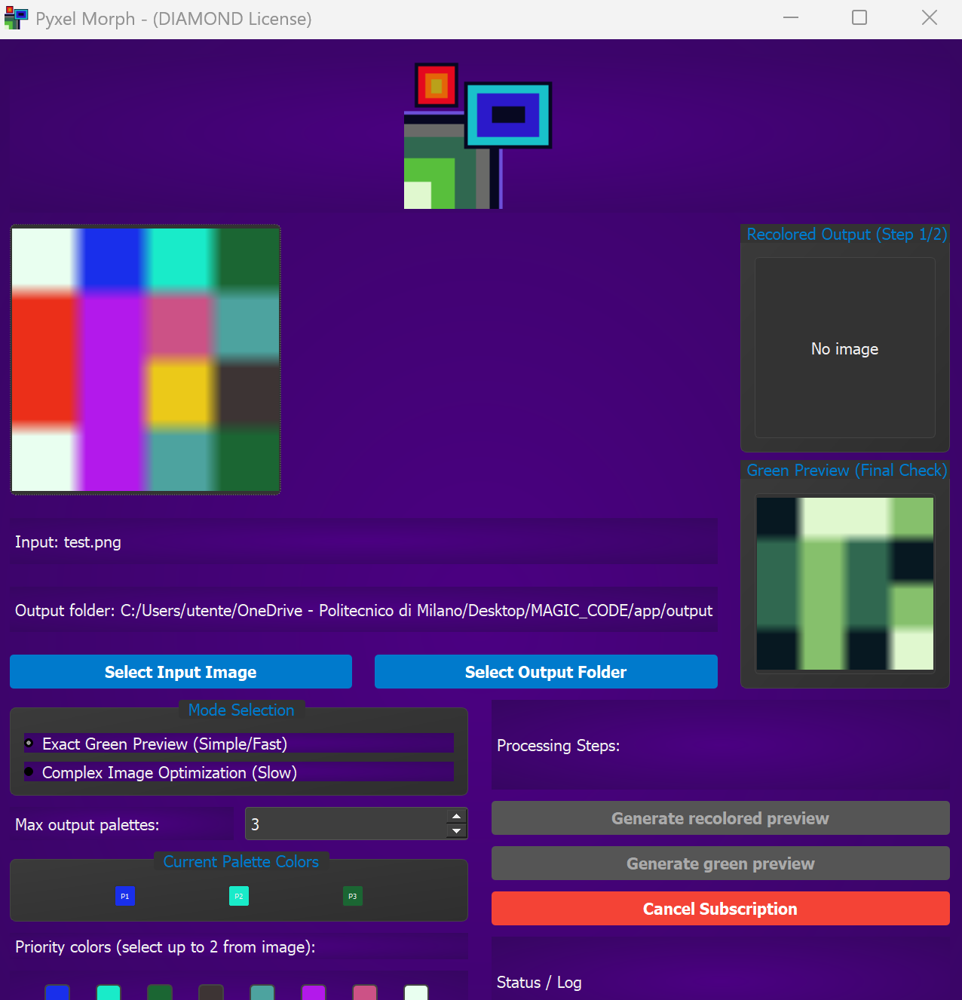 Pyxel Morph - (DIAMOND License)
Recolored Output (Step 1/2)
No image
Green Preview (Final Check)
Input: test.png
Output folder: C:/Users/utente/OneDrive - Politecnico di Milano/Desktop/MAGIC_CODE/app/output
Select Input Image
Select Output Folder
Mode Selection
Exact Green Preview (Simple/Fast)
Complex Image Optimization (Slow)
Max output palettes:
3
Current Palette Colors
P1
P2
P3
Priority colors (select up to 2 from image):
Processing Steps:
Generate recolored preview
Generate green preview
Cancel Subscription
Status / Log